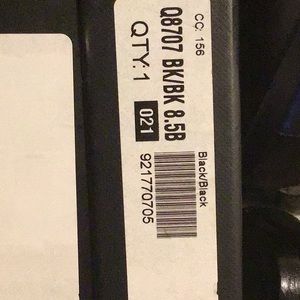 CC: 156
Q8707 BK/BK 8.5B
QTY:1
021
Black/Black
921770705